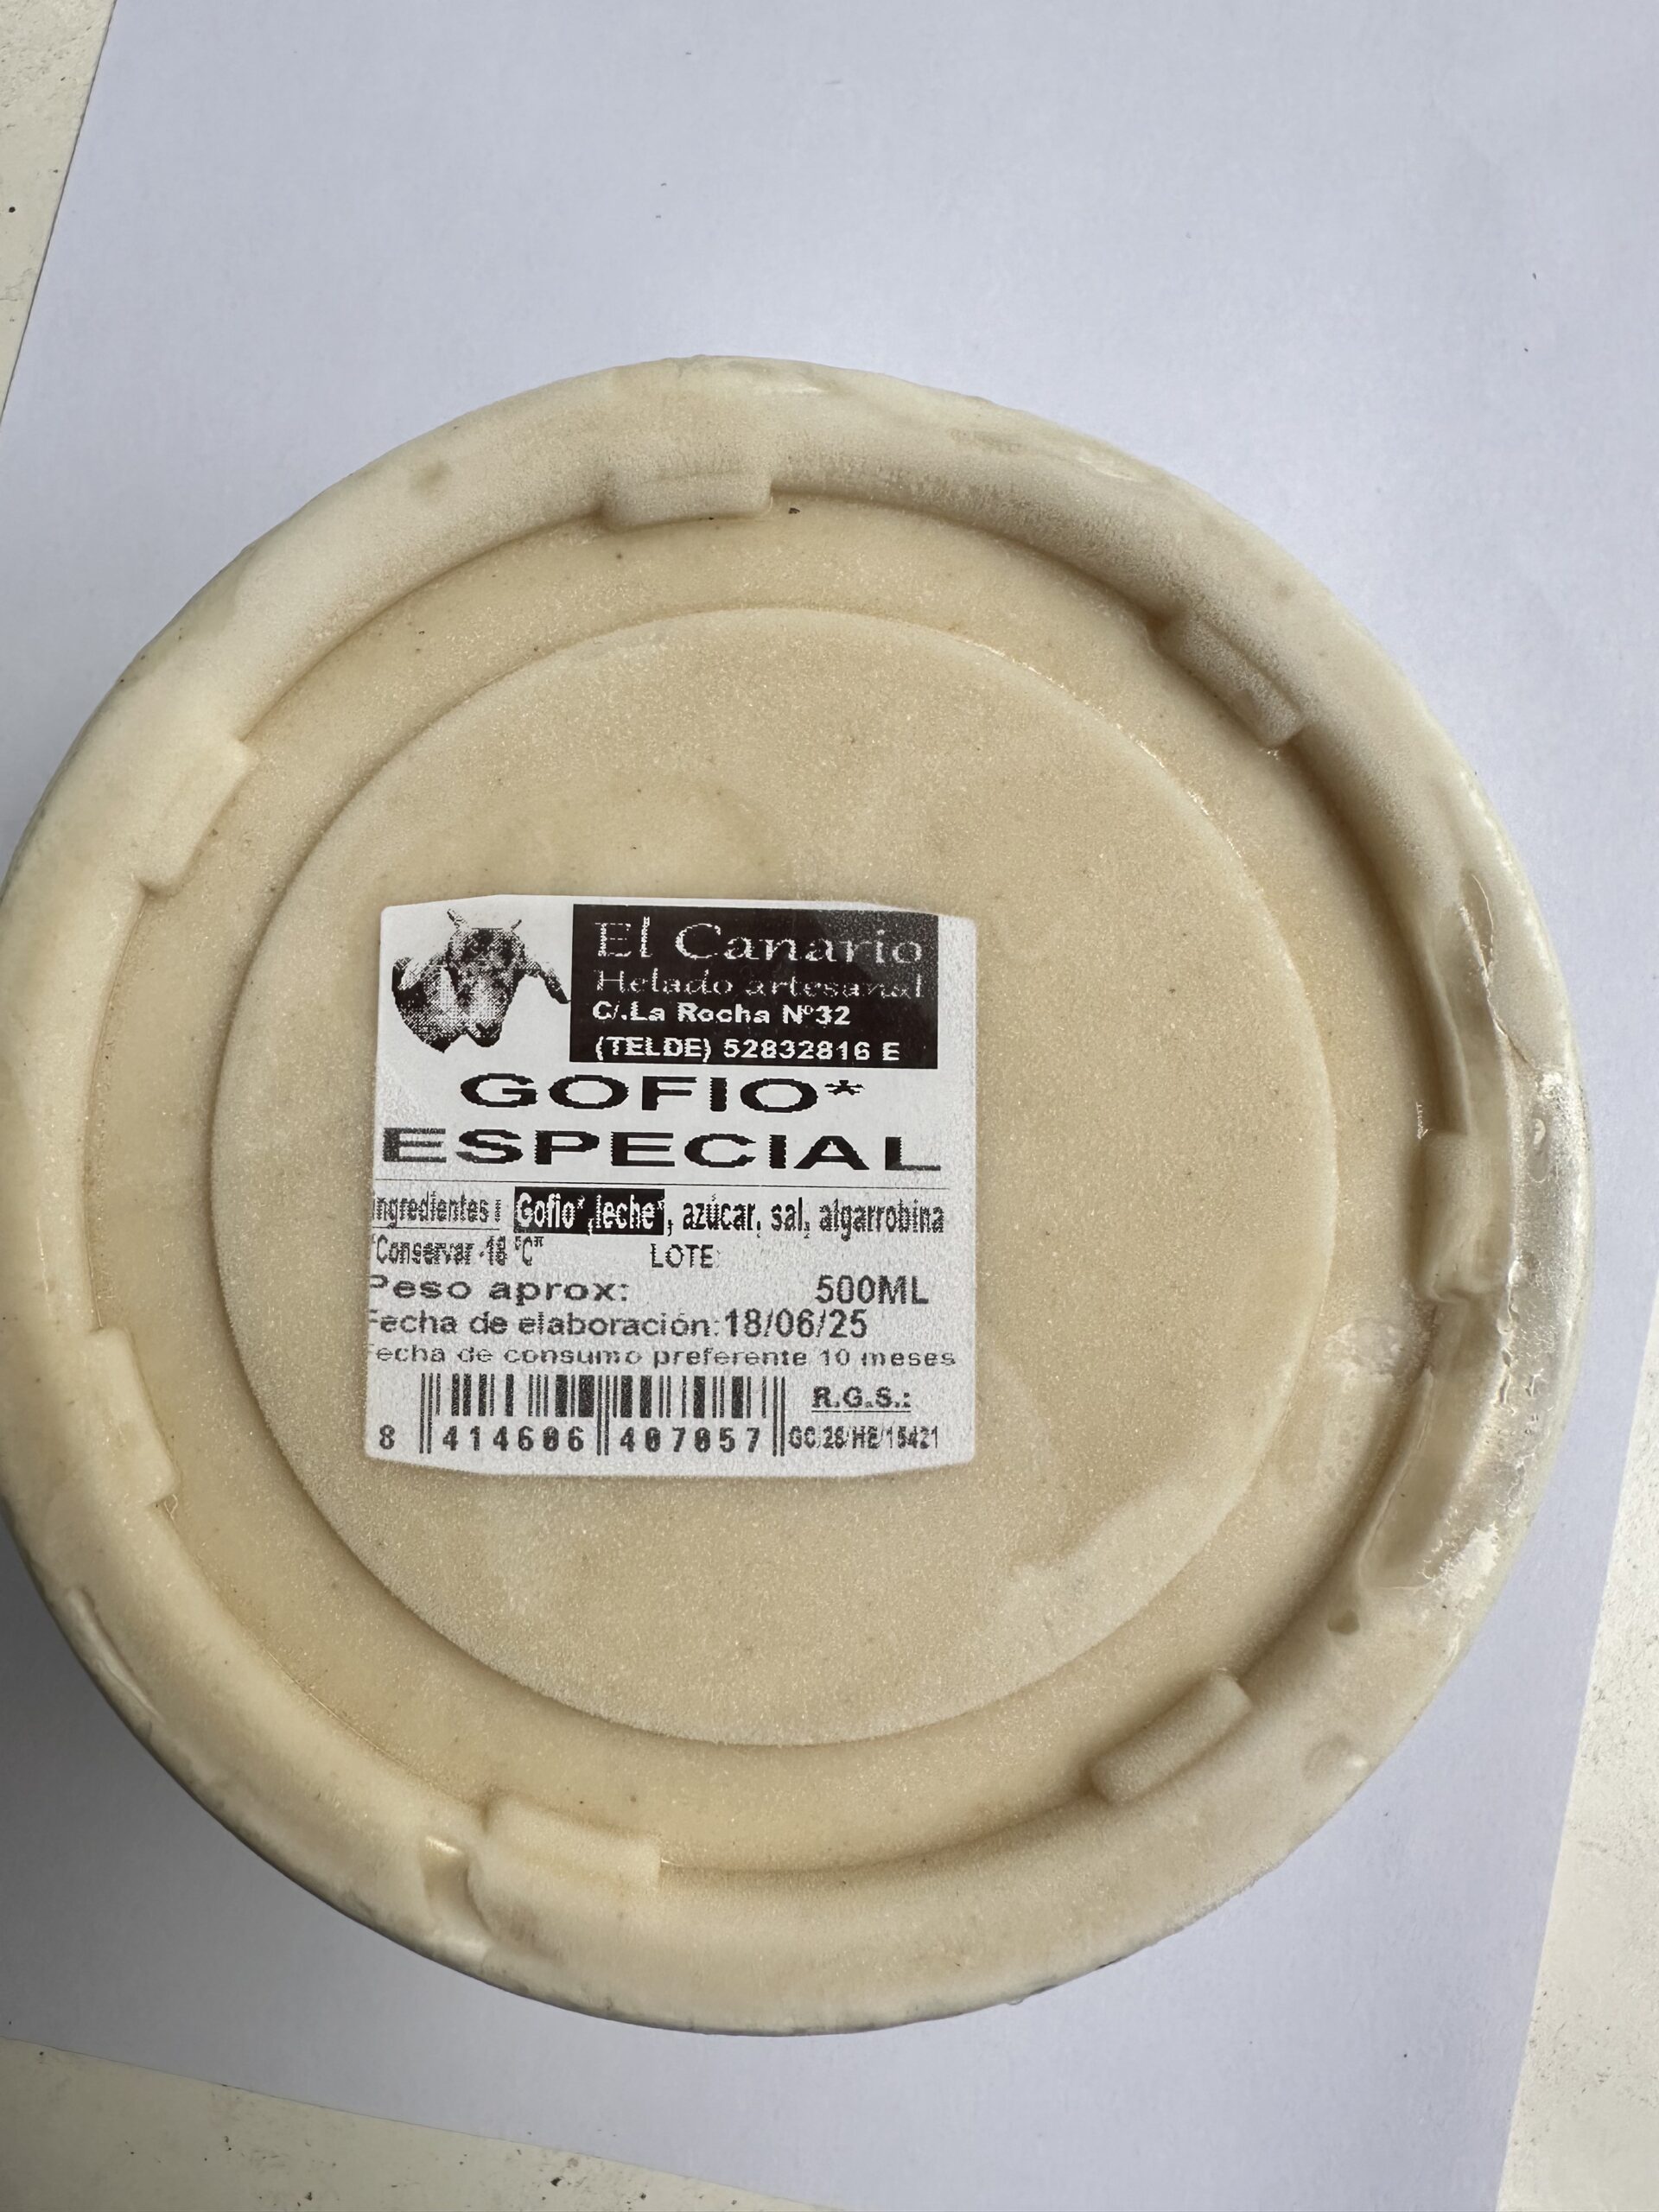 El Canario
Helado artesanal
C/.La Rocha Nº32
(TELDE) 52832816 E
GOFIO*
ESPECIAL
Ingredientes: Gofio*,leche*, azúcar, sal, algarrobina
"Conservar -18 °C" LOTE:
Peso aprox: 500ML
Fecha de elaboración: 18/06/25
Fecha de consumo preferente 10 meses
R.G.S.:
8 414606 407057 GC/26/HE/15421